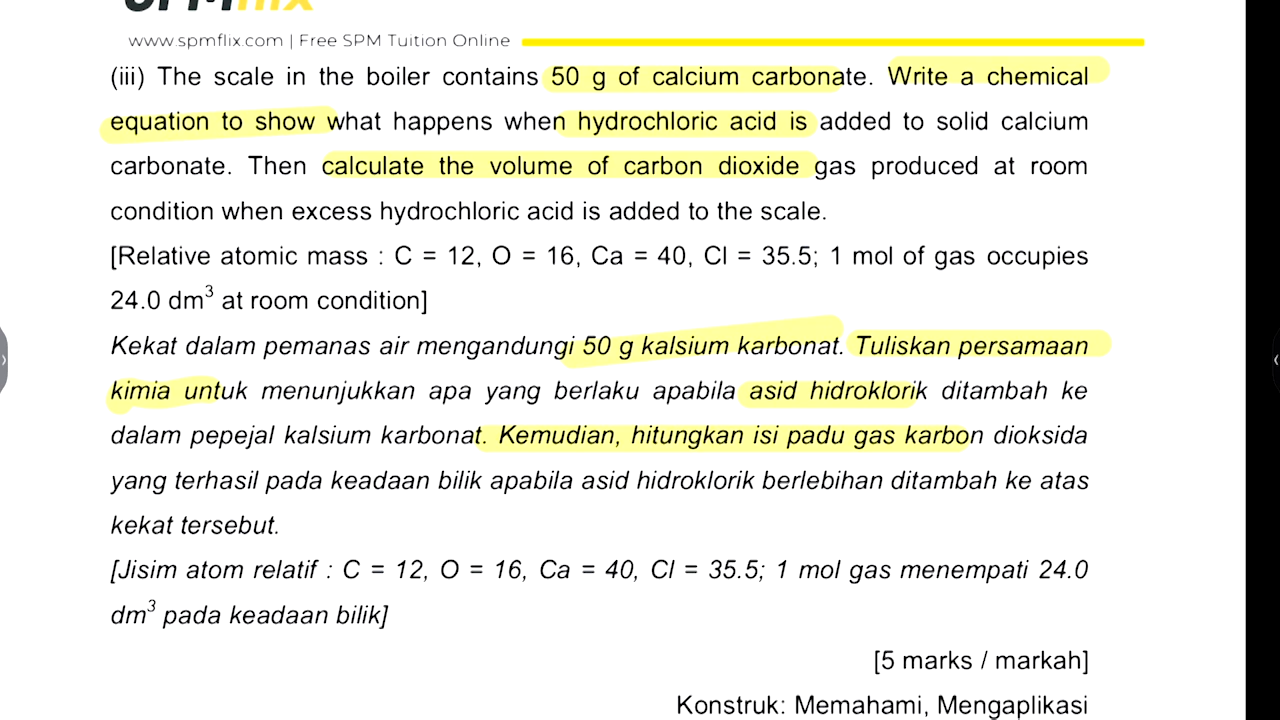 www.spmflix.com | Free SPM Tuition Online
(iii) The scale in the boiler contains 50 g of calcium carbonate. Write a chemical
equation to show what happens when hydrochloric acid is added to solid calcium
carbonate. Then calculate the volume of carbon dioxide gas produced at room
condition when excess hydrochloric acid is added to the scale.
[Relative atomic mass : C = 12, O = 16, Ca = 40, Cl = 35.5; 1 mol of gas occupies
24.0 dm³ at room condition]
Kekat dalam pemanas air mengandungi 50 g kalsium karbonat. Tuliskan persamaan
kimia untuk menunjukkan apa yang berlaku apabila asid hidroklorik ditambah ke
dalam pepejal kalsium karbonat. Kemudian, hitungkan isi padu gas karbon dioksida
yang terhasil pada keadaan bilik apabila asid hidroklorik berlebihan ditambah ke atas
kekat tersebut.
[Jisim atom relatif : C = 12, O = 16, Ca = 40, Cl = 35.5; 1 mol gas menempati 24.0
dm³ pada keadaan bilik]
[5 marks / markah]
Konstruk: Memahami, Mengaplikasi